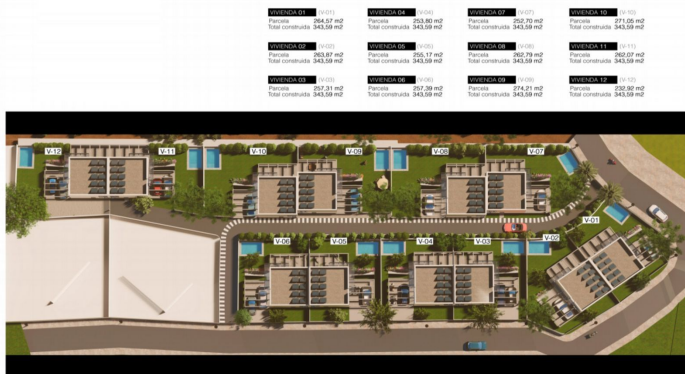 VIVIENDA 01 (V-01)
Parcela 264,57 m2
Total construida 343,59 m2
VIVIENDA 02 (V-02)
Parcela 263,87 m2
Total construida 343,59 m2
VIVIENDA 03 (V-03)
Parcela 257,31 m2
Total construida 343,59 m2
VIVIENDA 04 (V-04)
Parcela 253,80 m2
Total construida 343,59 m2
VIVIENDA 05 (V-05)
Parcela 255,17 m2
Total construida 343,59 m2
VIVIENDA 06 (V-06)
Parcela 257,39 m2
Total construida 343,59 m2
VIVIENDA 07 (V-07)
Parcela 252,70 m2
Total construida 343,59 m2
VIVIENDA 08 (V-08)
Parcela 262,79 m2
Total construida 343,59 m2
VIVIENDA 09 (V-09)
Parcela 274,21 m2
Total construida 343,59 m2
VIVIENDA 10 (V-10)
Parcela 271,05 m2
Total construida 343,59 m2
VIVIENDA 11 (V-11)
Parcela 262,07 m2
Total construida 343,59 m2
VIVIENDA 12 (V-12)
Parcela 232,92 m2
Total construida 343,59 m2
V-12
V-11
V-10
V-09
V-08
V-07
V-01
V-06
V-05
V-04
V-03
V-02